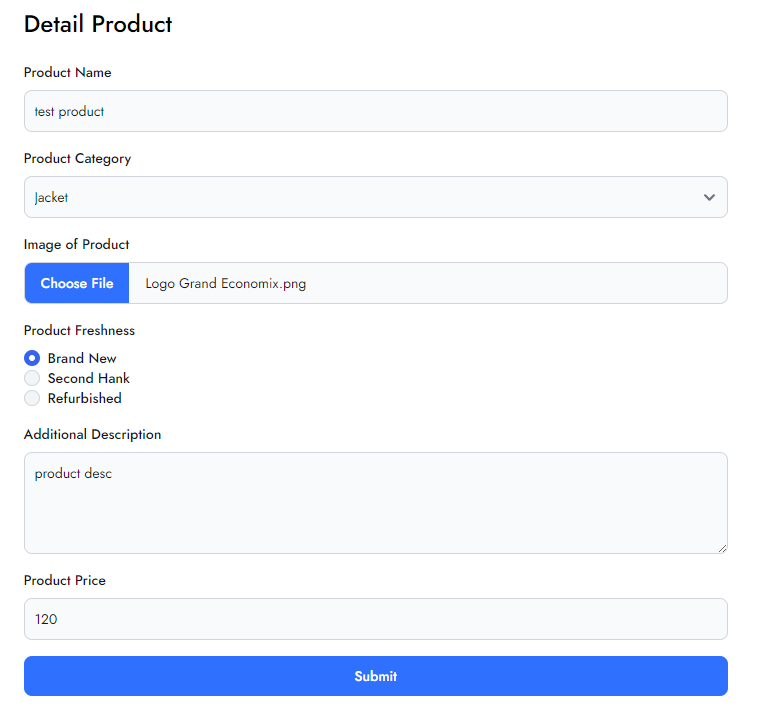 Detail Product
Product Name
test product
Product Category
Jacket
Image of Product
Choose File Logo Grand Economix.png
Product Freshness
Brand New
Second Hank
Refurbished
Additional Description
product desc
Product Price
120
Submit